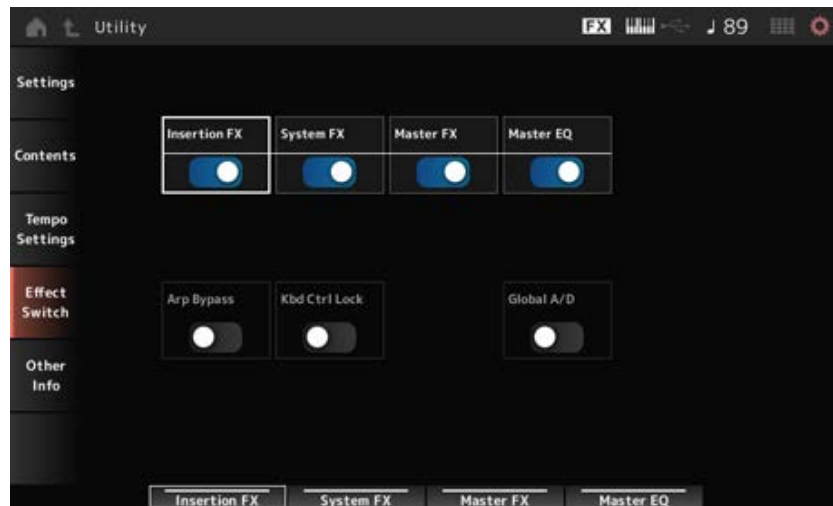 Utility
FX
89
Settings
Contents
Tempo
Settings
Effect
Switch
Other
Info
Insertion FX
System FX
Master FX
Master EQ
Arp Bypass
Kbd Ctrl Lock
Global A/D
Insertion FX
System FX
Master FX
Master EQ